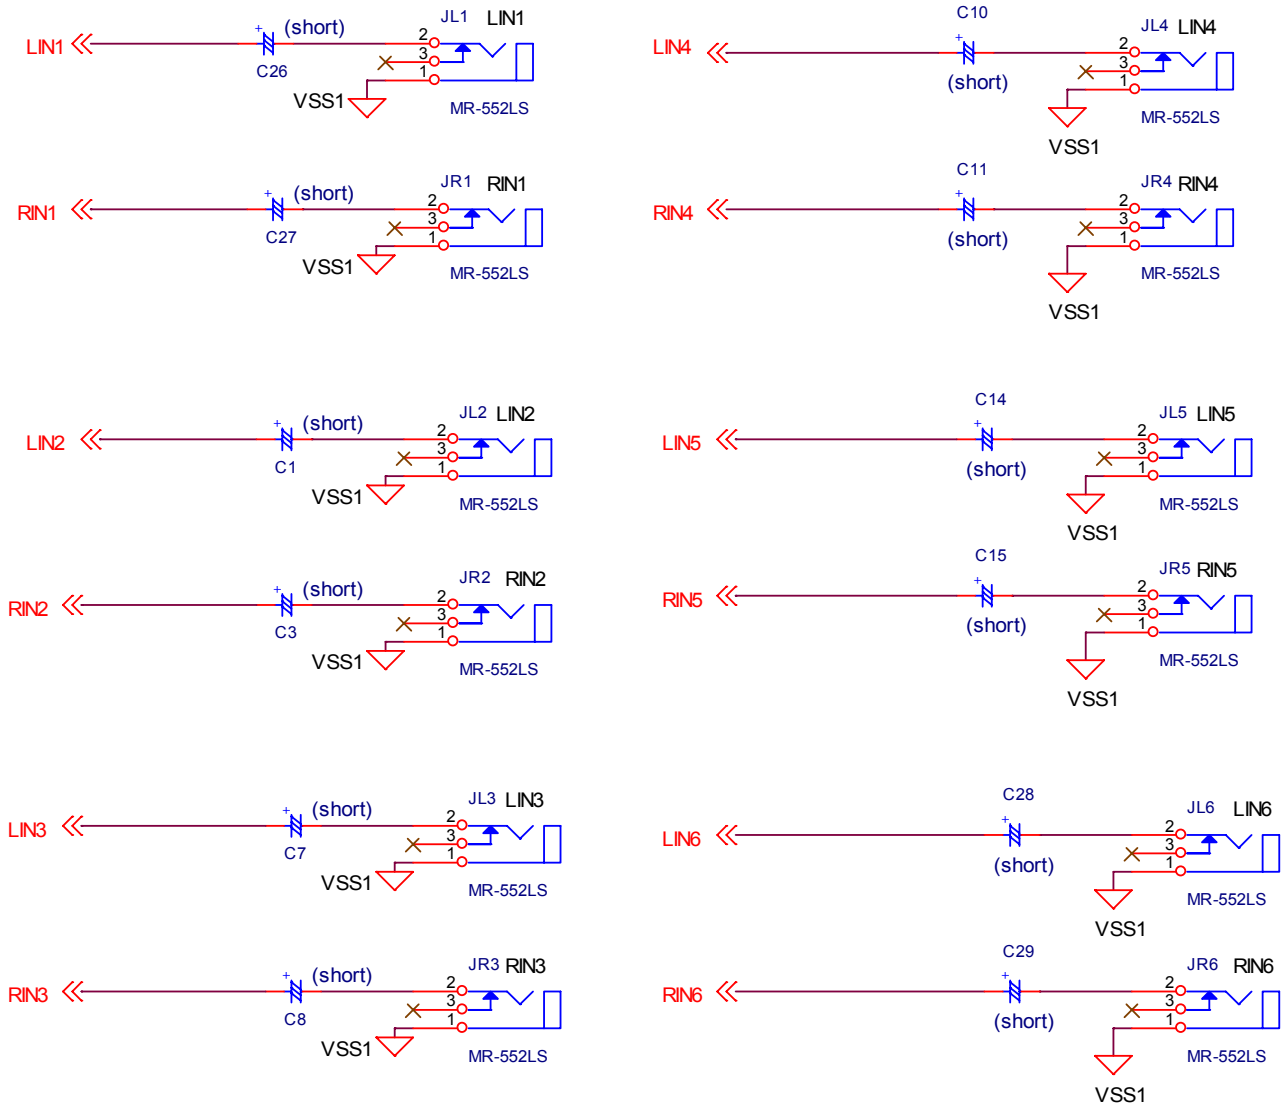 LIN1 + (short) C26 JL1 LIN1 2 3 1 VSS1 MR-552LS
RIN1 + (short) C27 JR1 RIN1 2 3 1 VSS1 MR-552LS
LIN2 + (short) C1 JL2 LIN2 2 3 1 VSS1 MR-552LS
RIN2 + (short) C3 JR2 RIN2 2 3 1 VSS1 MR-552LS
LIN3 + (short) C7 JL3 LIN3 2 3 1 VSS1 MR-552LS
RIN3 + (short) C8 JR3 RIN3 2 3 1 VSS1 MR-552LS
LIN4 C10 + (short) JL4 LIN4 2 3 1 MR-552LS VSS1
RIN4 C11 + (short) JR4 RIN4 2 3 1 MR-552LS VSS1
LIN5 C14 + (short) JL5 LIN5 2 3 1 MR-552LS VSS1
RIN5 C15 + (short) JR5 RIN5 2 3 1 MR-552LS VSS1
LIN6 C28 + (short) JL6 LIN6 2 3 1 MR-552LS VSS1
RIN6 C29 + (short) JR6 RIN6 2 3 1 MR-552LS VSS1